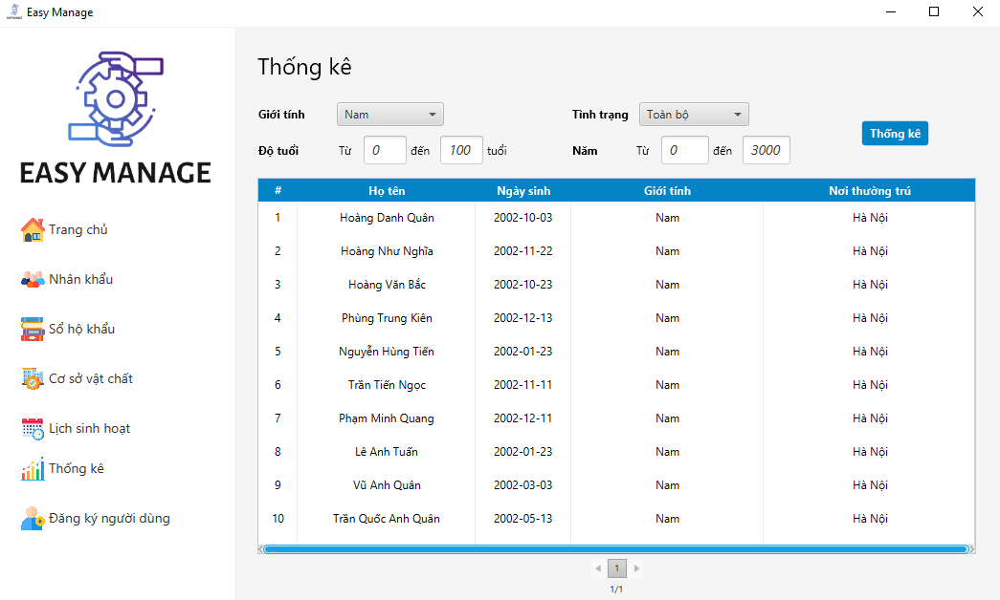 Easy Manage
EASY MANAGE
Trang chủ
Nhân khẩu
Sổ hộ khẩu
Cơ sở vật chất
Lịch sinh hoạt
Thống kê
Đăng ký người dùng
Thống kê
Giới tính Nam Tình trạng Toàn bộ
Thống kê
Độ tuổi Từ 0 đến 100 tuổi Năm Từ 0 đến 3000
# Họ tên Ngày sinh Giới tính Nơi thường trú
1 Hoàng Danh Quân 2002-10-03 Nam Hà Nội
2 Hoàng Như Nghĩa 2002-11-22 Nam Hà Nội
3 Hoàng Văn Bắc 2002-10-23 Nam Hà Nội
4 Phùng Trung Kiên 2002-12-13 Nam Hà Nội
5 Nguyễn Hùng Tiến 2002-01-23 Nam Hà Nội
6 Trần Tiến Ngọc 2002-11-11 Nam Hà Nội
7 Phạm Minh Quang 2002-12-11 Nam Hà Nội
8 Lê Anh Tuấn 2002-01-23 Nam Hà Nội
9 Vũ Anh Quân 2002-03-03 Nam Hà Nội
10 Trần Quốc Anh Quân 2002-05-13 Nam Hà Nội
1
1/1